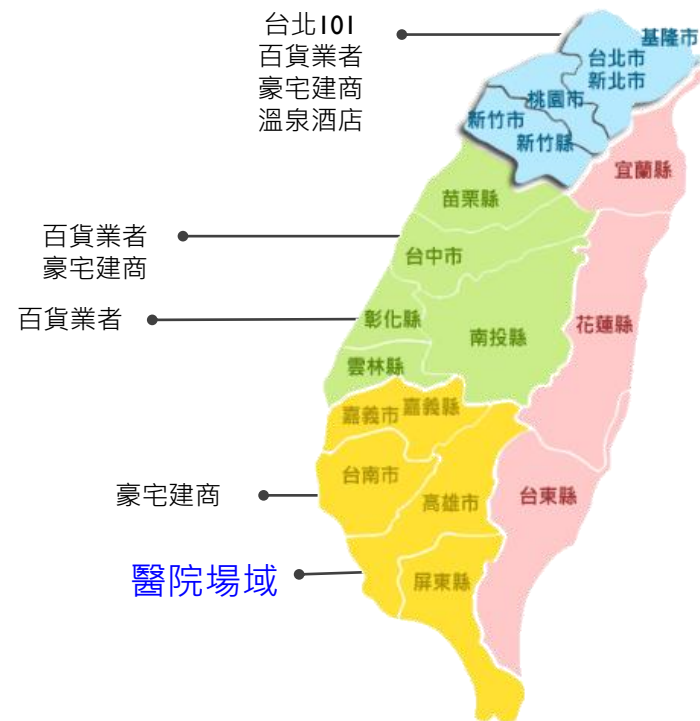 台北101
百貨業者
豪宅建商
溫泉酒店
基隆市
台北市
新北市
桃園市
新竹市
新竹縣
宜蘭縣
苗栗縣
百貨業者
豪宅建商
台中市
百貨業者
彰化縣
南投縣
花蓮縣
雲林縣
嘉義市
嘉義縣
台南市
豪宅建商
高雄市
台東縣
醫院場域
屏東縣